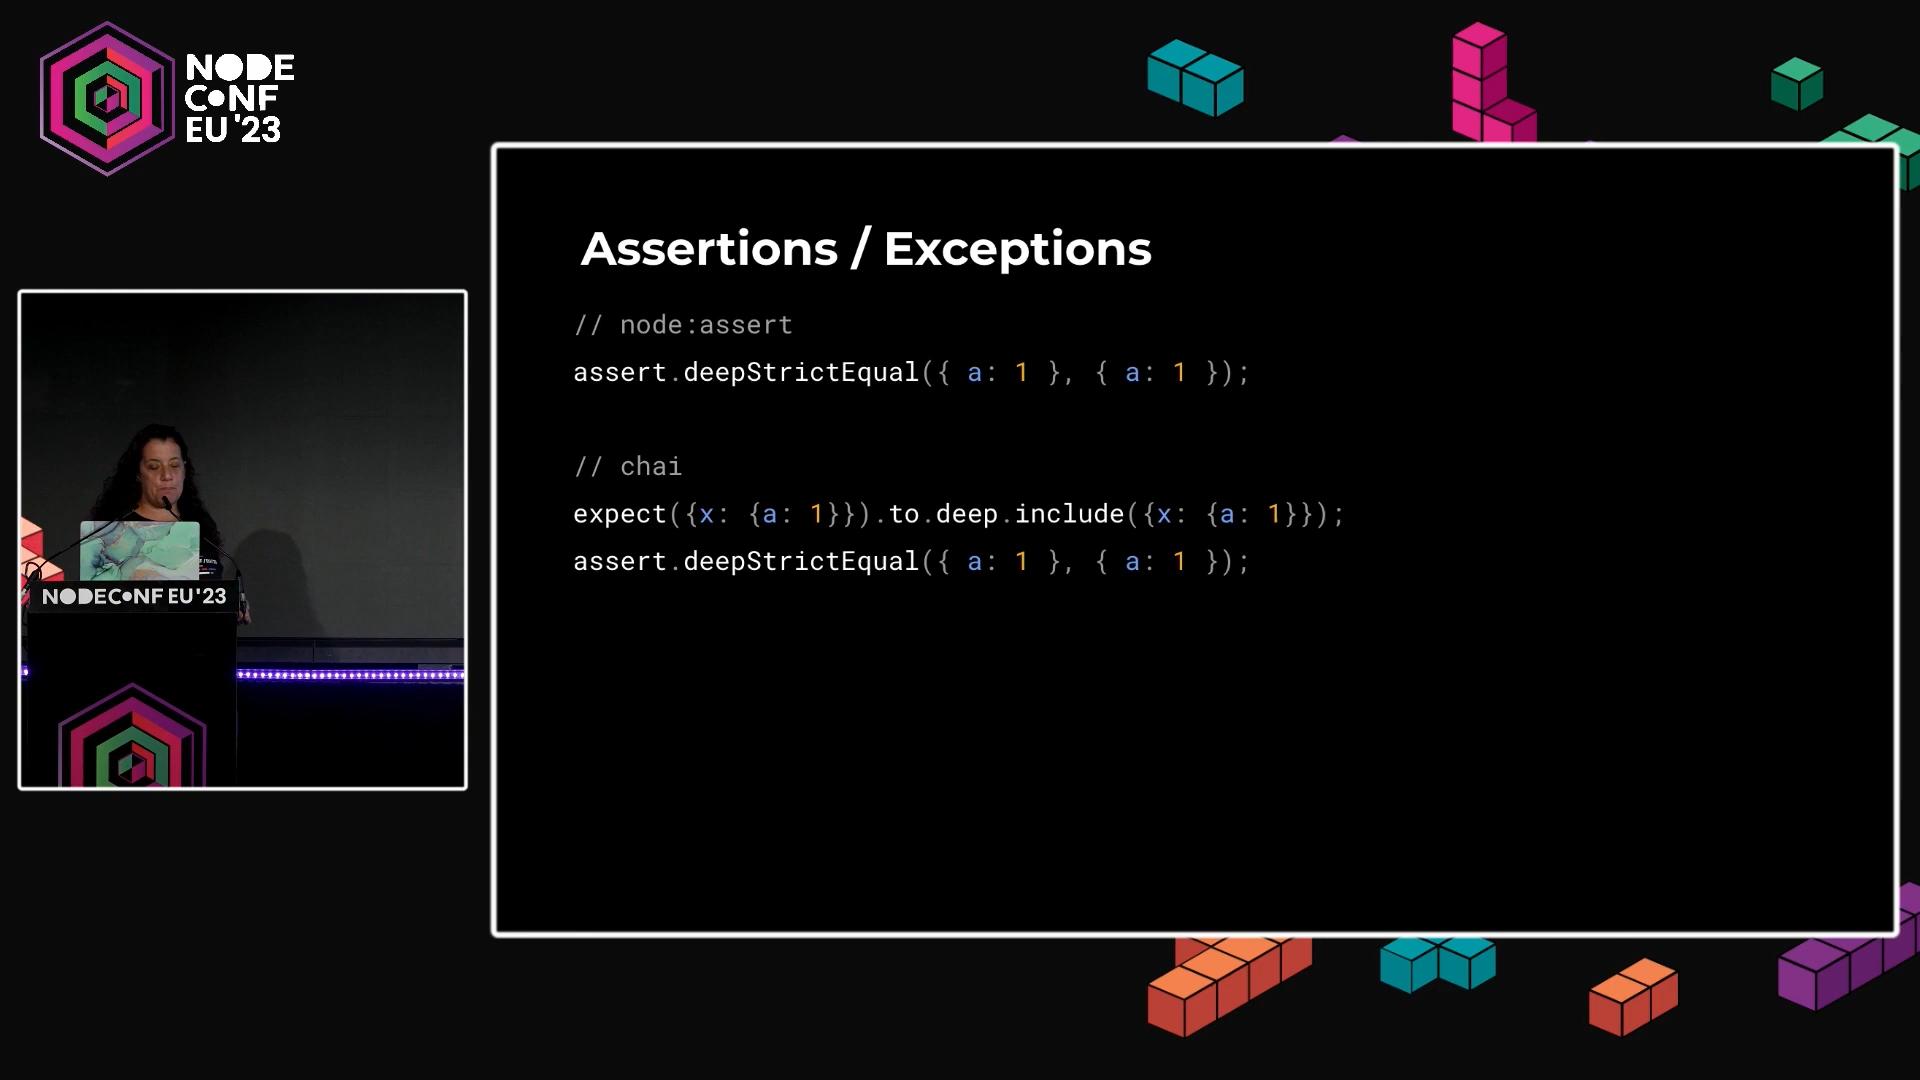 NODE
CONF
EU '23
Assertions / Exceptions
// node:assert
assert.deepStrictEqual({ a: 1 }, { a: 1 });
// chai
expect({x: {a: 1}}).to.deep.include({x: {a: 1}});
assert.deepStrictEqual({ a: 1 }, { a: 1 });
NODECONF EU'23